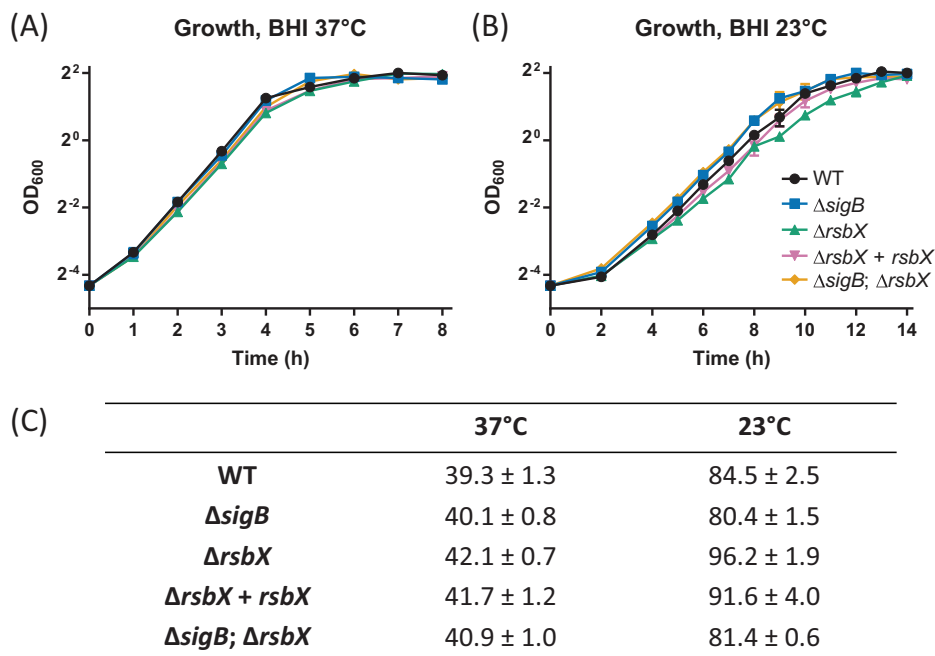 (A) Growth, BHI 37°C
OD600
2^2
2^0
2^-2
2^-4
0 1 2 3 4 5 6 7 8
Time (h)
(B) Growth, BHI 23°C
OD600
2^2
2^0
2^-2
2^-4
0 2 4 6 8 10 12 14
Time (h)
WT
ΔsigB
ΔrsbX
ΔrsbX + rsbX
ΔsigB; ΔrsbX
(C)
37°C 23°C
WT 39.3 ± 1.3 84.5 ± 2.5
ΔsigB 40.1 ± 0.8 80.4 ± 1.5
ΔrsbX 42.1 ± 0.7 96.2 ± 1.9
ΔrsbX + rsbX 41.7 ± 1.2 91.6 ± 4.0
ΔsigB; ΔrsbX 40.9 ± 1.0 81.4 ± 0.6